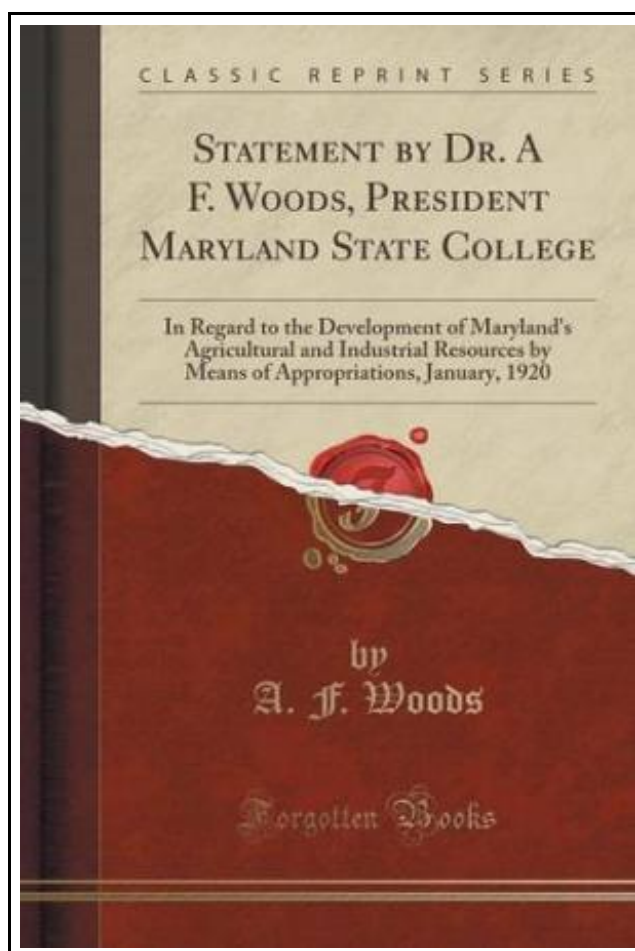 CLASSIC REPRINT SERIES
STATEMENT BY DR. A
F. WOODS, PRESIDENT
MARYLAND STATE COLLEGE
In Regard to the Development of Maryland's
Agricultural and Industrial Resources by
Means of Appropriations, January, 1920
by
A. F. Woods
Forgotten Books